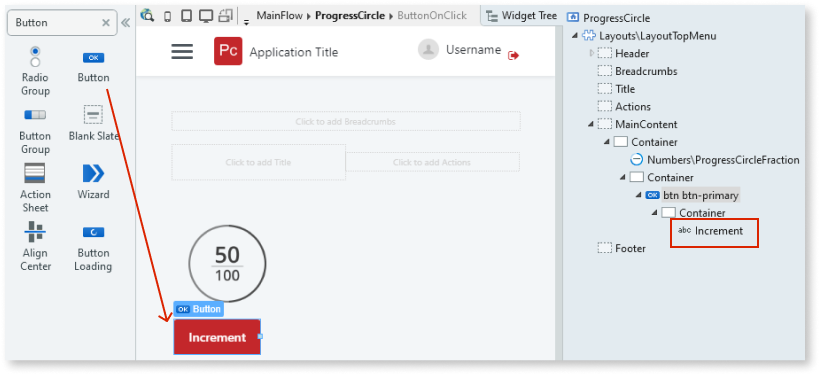 Button
Radio
Group
OK
Button
Button
Group
Blank Slate
Action
Sheet
Wizard
Align
Center
Button
Loading
MainFlow ▸ ProgressCircle ▸ ButtonOnClick
Widget Tree
Pc
Application Title
Username
Click to add Breadcrumbs
Click to add Title
Click to add Actions
50
100
OK Button
Increment
ProgressCircle
Layouts\LayoutTopMenu
Header
Breadcrumbs
Title
Actions
MainContent
Container
Numbers\ProgressCircleFraction
Container
OK btn btn-primary
Container
abc Increment
Footer